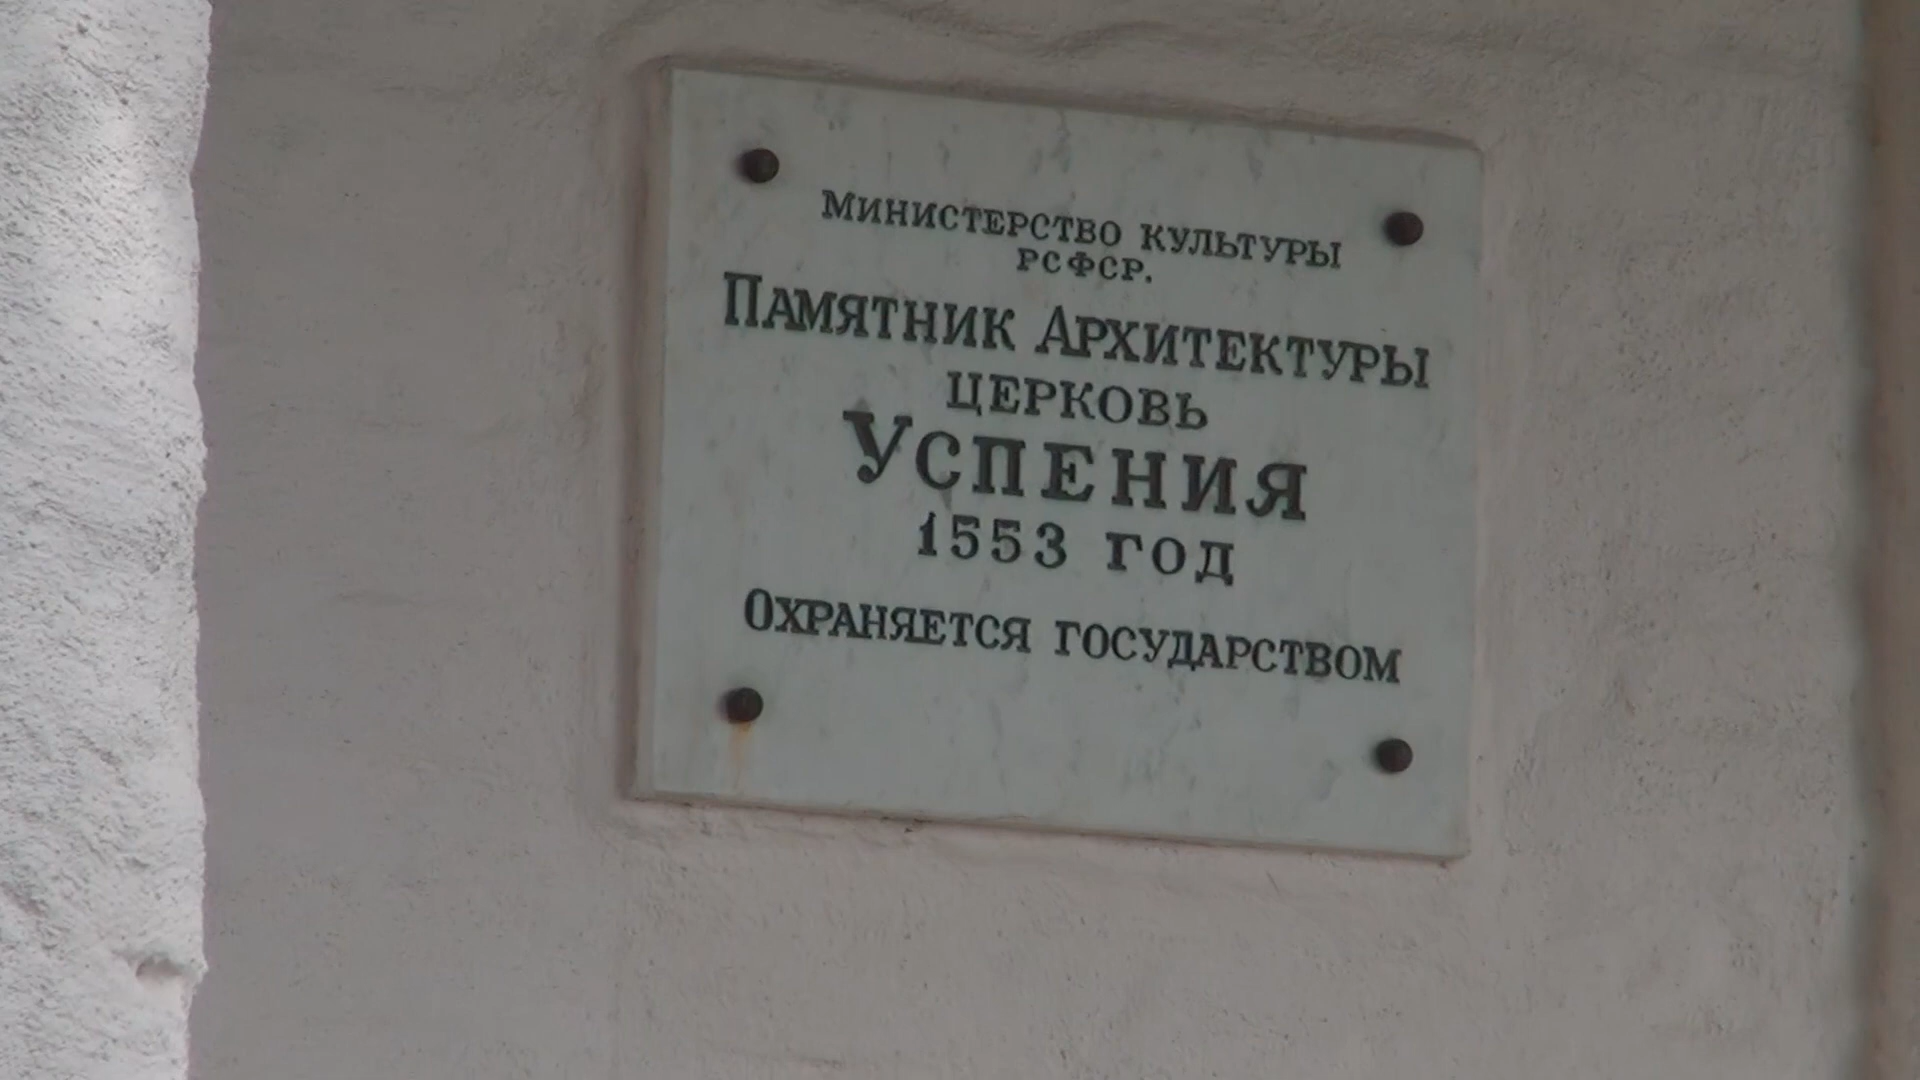 Министерство культуры
РСФСР.
Памятник Архитектуры
церковь
Успения
1553 год
Охраняется государством